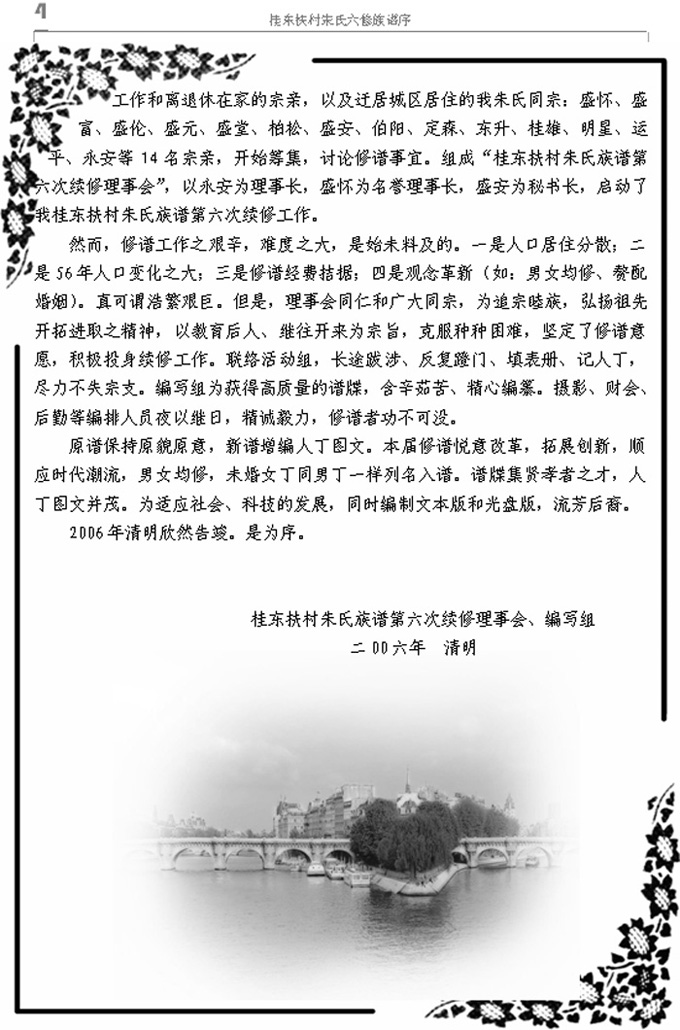 4
桂东扶村朱氏六修族谱序
工作和离退休在家的宗亲，以及迁居城区居住的我朱氏同宗：盛怀、盛
富、盛伦、盛元、盛堂、柏松、盛安、伯阳、定森、东升、桂雄、明星、运
平、永安等 14 名宗亲，开始筹集，讨论修谱事宜。组成“桂东扶村朱氏族谱第
六次续修理事会”，以永安为理事长，盛怀为名誉理事长，盛安为秘书长，启动了
我桂东扶村朱氏族谱第六次续修工作。
然而，修谱工作之艰辛，难度之大，是始未料及的。一是人口居住分散；二
是 56 年人口变化之大；三是修谱经费拮据；四是观念革新（如：男女均修、赘配
婚姻）。真可谓浩繁艰巨。但是，理事会同仁和广大同宗，为追宗睦族，弘扬祖先
开拓进取之精神，以教育后人、继往开来为宗旨，克服种种困难，坚定了修谱意
愿，积极投身续修工作。联络活动组，长途跋涉、反复蹬门、填表册、记人丁，
尽力不失宗支。编写组为获得高质量的谱牒，含辛茹苦、精心编纂。摄影、财会、
后勤等编排人员夜以继日，精诚毅力，修谱者功不可没。
原谱保持原貌原意，新谱增编人丁图文。本届修谱悦意改革，拓展创新，顺
应时代潮流，男女均修，未婚女丁同男丁一样列名入谱。谱牒集贤孝者之才，人
丁图文并茂。为适应社会、科技的发展，同时编制文本版和光盘版，流芳后裔。
2006 年清明欣然告竣。是为序。
桂东扶村朱氏族谱第六次续修理事会、编写组
二 00 六年 清明